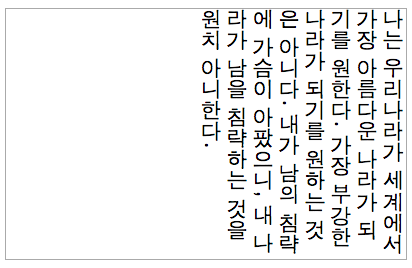 나는 우리나라가 세계에서
가장 아름다운 나라가 되
기를 원한다. 가장 부강한
나라가 되기를 원하는 것
은 아니다. 내가 남의 침략
에 가슴이 아팠으니, 내 나
라가 남을 침략하는 것을
원치 아니한다.